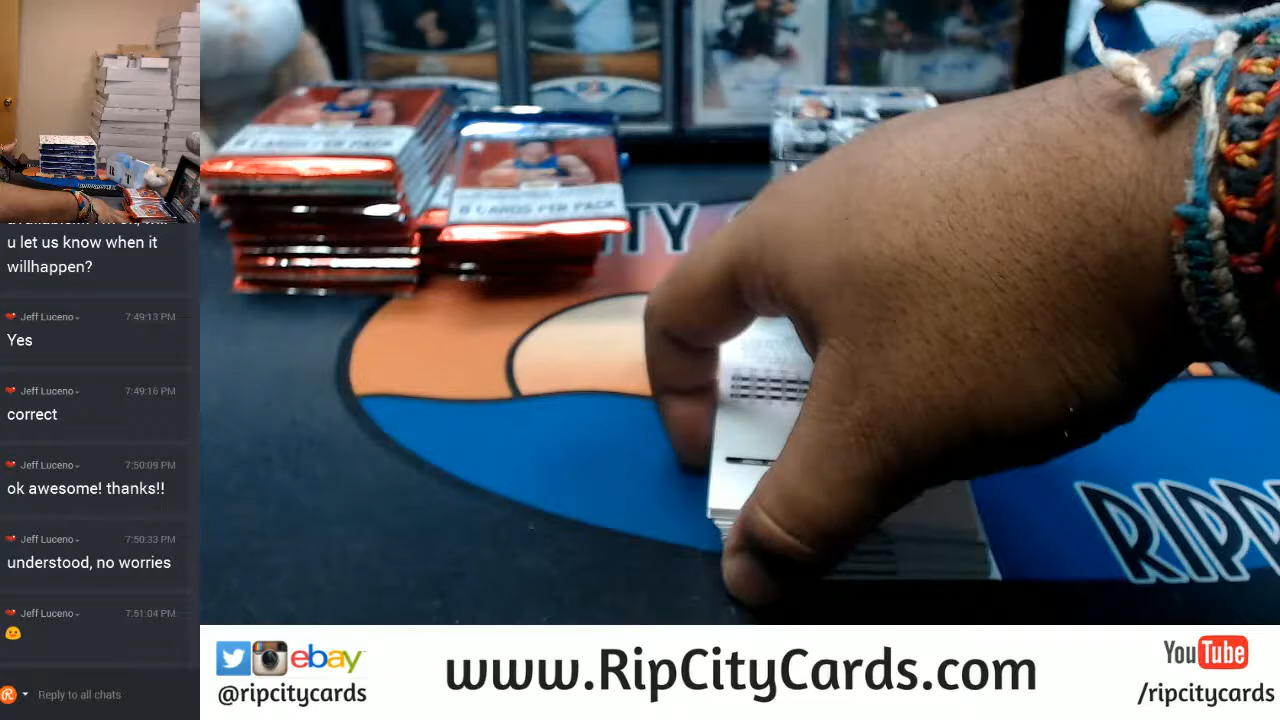 u let us know when it
willhappen?
Jeff Luceno
7:49:13 PM
Yes
Jeff Luceno
7:49:16 PM
correct
Jeff Luceno
7:50:09 PM
ok awesome! thanks!!
Jeff Luceno
7:50:33 PM
understood, no worries
Jeff Luceno
7:51:04 PM
Reply to all chats
8 CARDS PER PACK
8 CARDS PER PACK
ITY
RIPP
ebay
@ripcitycards
www.RipCityCards.com
YouTube
/ripcitycards